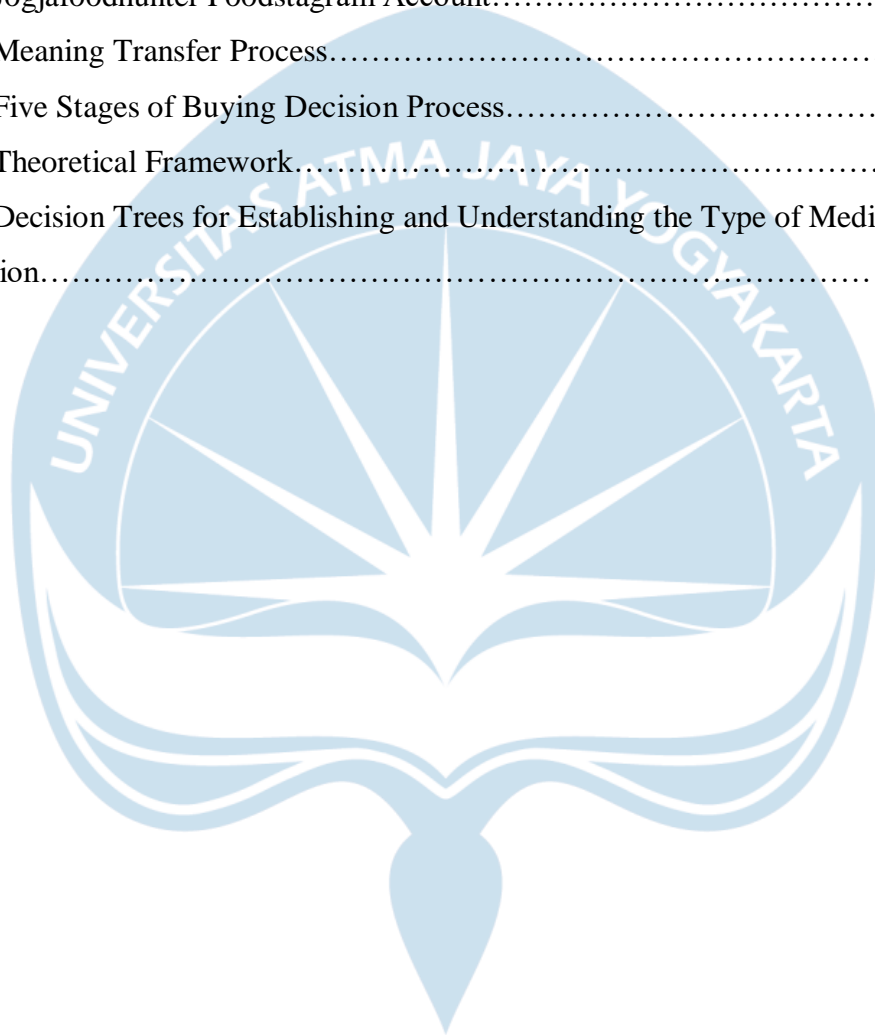 jogjafoodhunter Foodstagram Account……………………………………
Meaning Transfer Process……………………………………………………
Five Stages of Buying Decision Process……………………………………
Theoretical Framework………………………………………………………
Decision Trees for Establishing and Understanding the Type of Medi
ion……………………………………………………………………………
UNIVERSITAS ATMA JAYA YOGYAKARTA